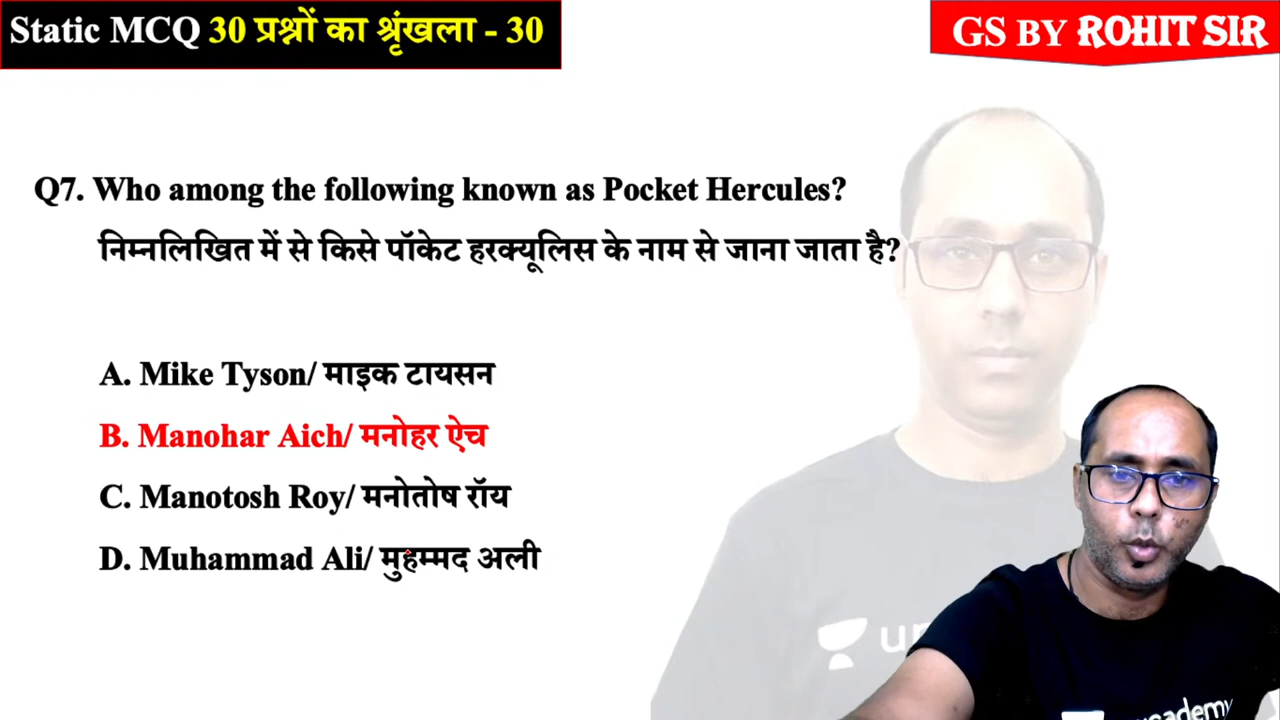 Static MCQ 30 प्रश्नों का श्रृंखला - 30
GS BY ROHIT SIR
Q7. Who among the following known as Pocket Hercules?
निम्नलिखित में से किसे पॉकेट हरक्यूलिस के नाम से जाना जाता है?
A. Mike Tyson/ माइक टायसन
B. Manohar Aich/ मनोहर ऐच
C. Manotosh Roy/ मनोतोष रॉय
D. Muhammad Ali/ मुहम्मद अली